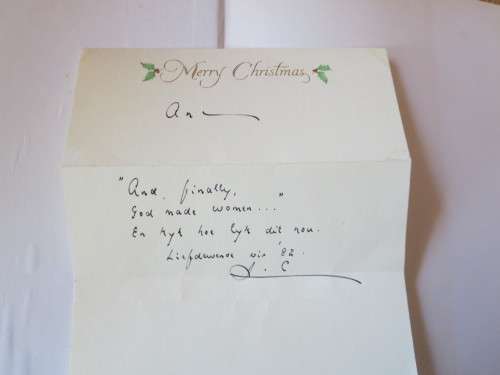 Merry Christmas
An
"And, finally,
God made women..."
En kyk hoe lyk dit nou.
Liefdewense vir '82.
J. C